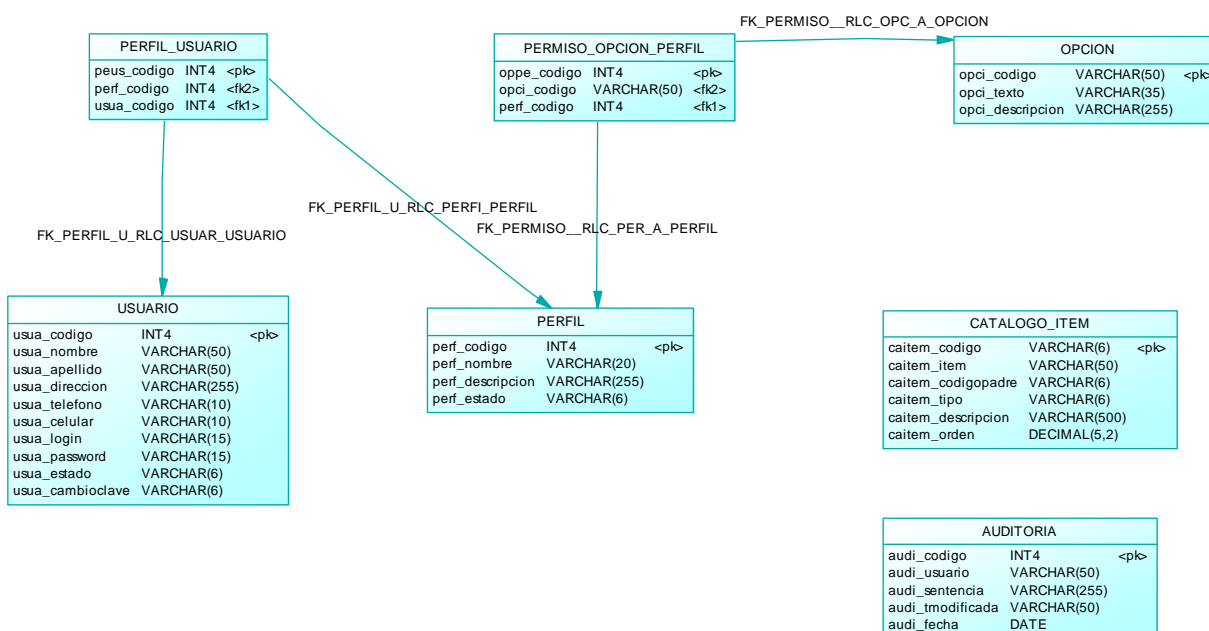 FK_PERMISO__RLC_OPC_A_OPCION
PERFIL_USUARIO
peus_codigo INT4 <pk>
perf_codigo INT4 <fk2>
usua_codigo INT4 <fk1>
PERMISO_OPCION_PERFIL
oppe_codigo INT4 <pk>
opci_codigo VARCHAR(50) <fk2>
perf_codigo INT4 <fk1>
OPCION
opci_codigo VARCHAR(50) <pk>
opci_texto VARCHAR(35)
opci_descripcion VARCHAR(255)
FK_PERFIL_U_RLC_PERFI_PERFIL
FK_PERMISO__RLC_PER_A_PERFIL
FK_PERFIL_U_RLC_USUAR_USUARIO
USUARIO
usua_codigo INT4 <pk>
usua_nombre VARCHAR(50)
usua_apellido VARCHAR(50)
usua_direccion VARCHAR(255)
usua_telefono VARCHAR(10)
usua_celular VARCHAR(10)
usua_login VARCHAR(15)
usua_password VARCHAR(15)
usua_estado VARCHAR(6)
usua_cambioclave VARCHAR(6)
PERFIL
perf_codigo INT4 <pk>
perf_nombre VARCHAR(20)
perf_descripcion VARCHAR(255)
perf_estado VARCHAR(6)
CATALOGO_ITEM
caitem_codigo VARCHAR(6) <pk>
caitem_item VARCHAR(50)
caitem_codigopadre VARCHAR(6)
caitem_tipo VARCHAR(6)
caitem_descripcion VARCHAR(500)
caitem_orden DECIMAL(5,2)
AUDITORIA
audi_codigo INT4 <pk>
audi_usuario VARCHAR(50)
audi_sentencia VARCHAR(255)
audi_tmodificada VARCHAR(50)
audi_fecha DATE